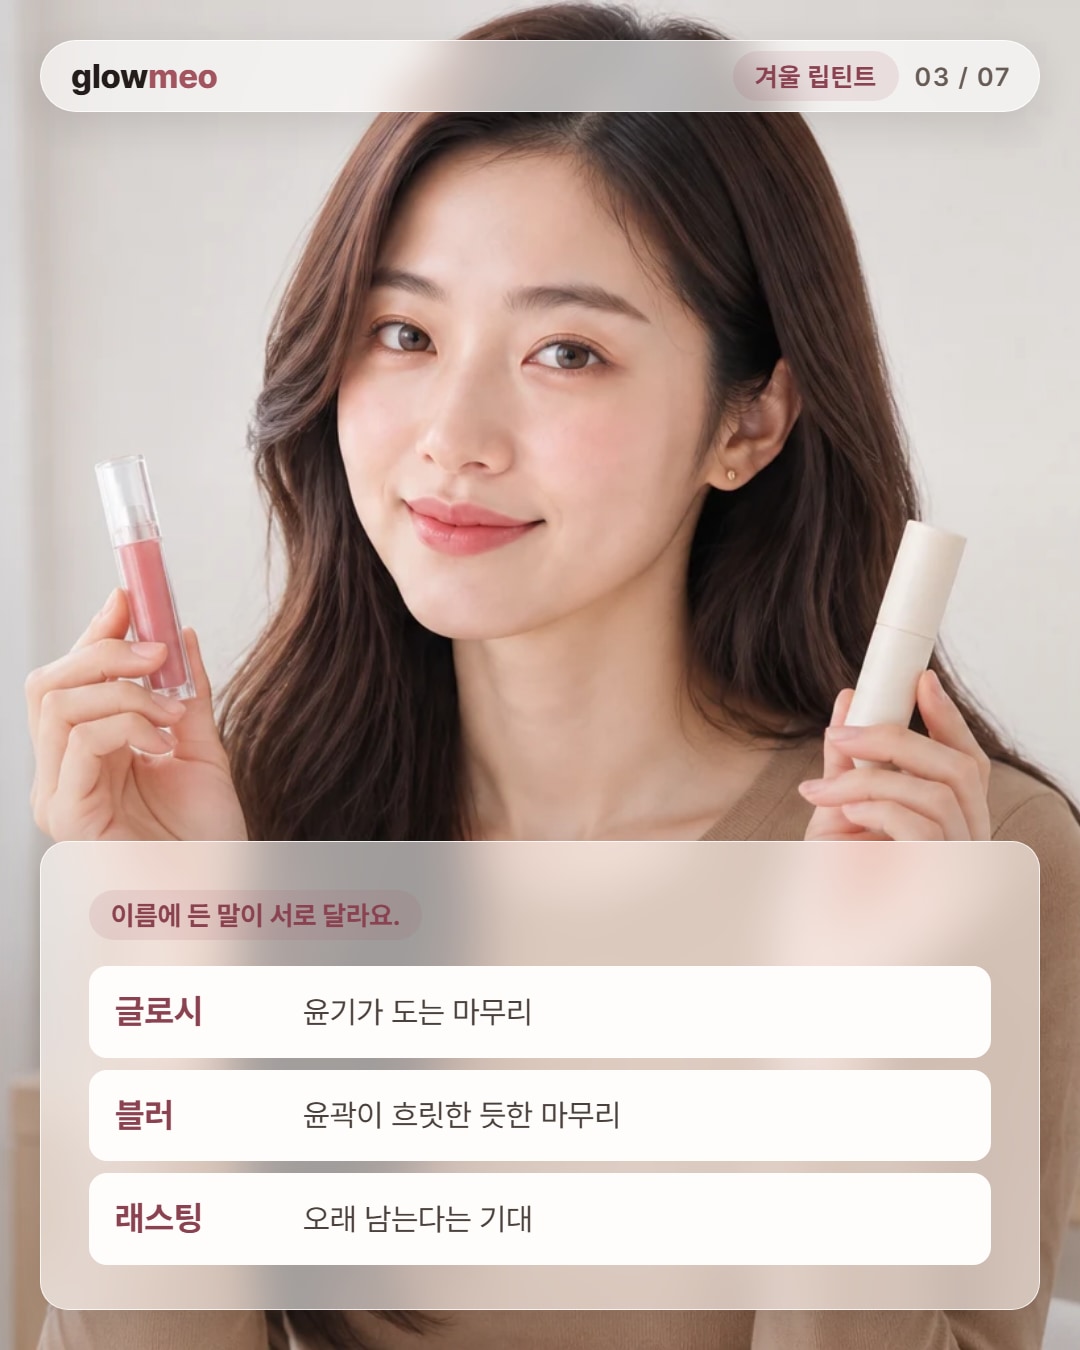 glowmeo
겨울 립틴트 03 / 07
이름에 든 말이 서로 달라요.
글로시 윤기가 도는 마무리
블러 윤곽이 흐릿한 듯한 마무리
래스팅 오래 남는다는 기대